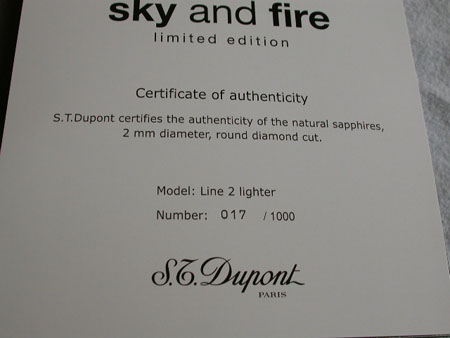 sky and fire
limited edition
Certificate of authenticity
S.T.Dupont certifies the authenticity of the natural sapphires,
2 mm diameter, round diamond cut.
Model: Line 2 lighter
Number: 017 / 1000
S.T. Dupont
PARIS